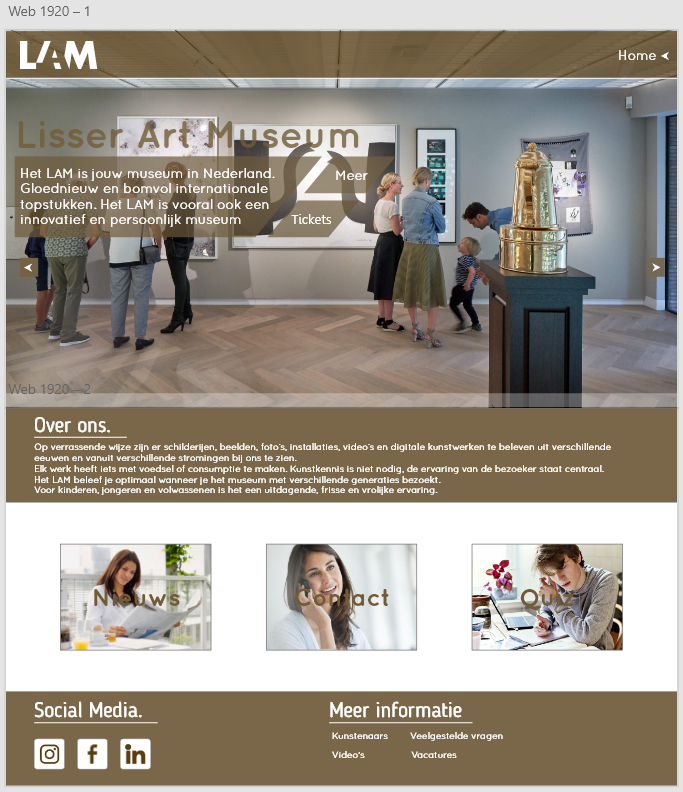 Web 1920 – 1
LAM
Home
Lisser Art Museum
Het LAM is jouw museum in Nederland.
Gloednieuw en bomvol internationale
topstukken. Het LAM is vooral ook een
innovatief en persoonlijk museum
Meer
Tickets
Web 1920 – 2
Over ons.
Op verrassende wijze zijn er schilderijen, beelden, foto's, installaties, video's en digitale kunstwerken te beleven uit verschillende
eeuwen en vanuit verschillende stromingen bij ons te zien.
Elk werk heeft iets met voedsel of consumptie te maken. Kunstkennis is niet nodig, de ervaring van de bezoeker staat centraal.
Het LAM beleef je optimaal wanneer je het museum met verschillende generaties bezoekt.
Voor kinderen, jongeren en volwassenen is het een uitdagende, frisse en vrolijke ervaring.
Nieuws
Contact
Quiz
Social Media.
Meer informatie
Kunstenaars
Veelgestelde vragen
Video's
Vacatures